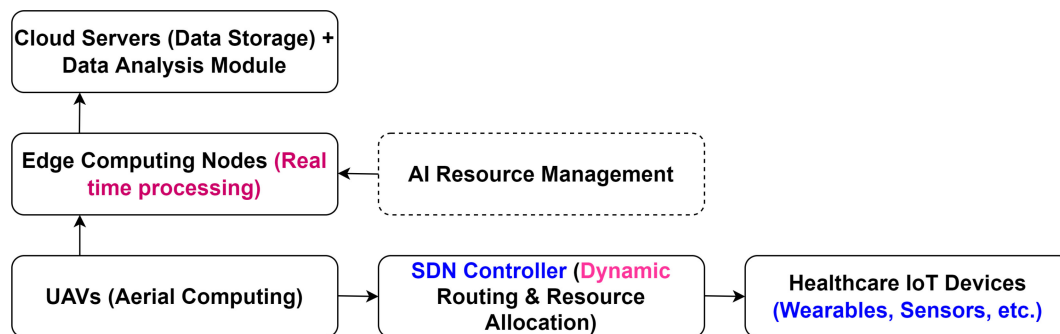 Cloud Servers (Data Storage) +
Data Analysis Module
Edge Computing Nodes (Real
time processing)
AI Resource Management
UAVs (Aerial Computing)
SDN Controller (Dynamic
Routing & Resource
Allocation)
Healthcare IoT Devices
(Wearables, Sensors, etc.)